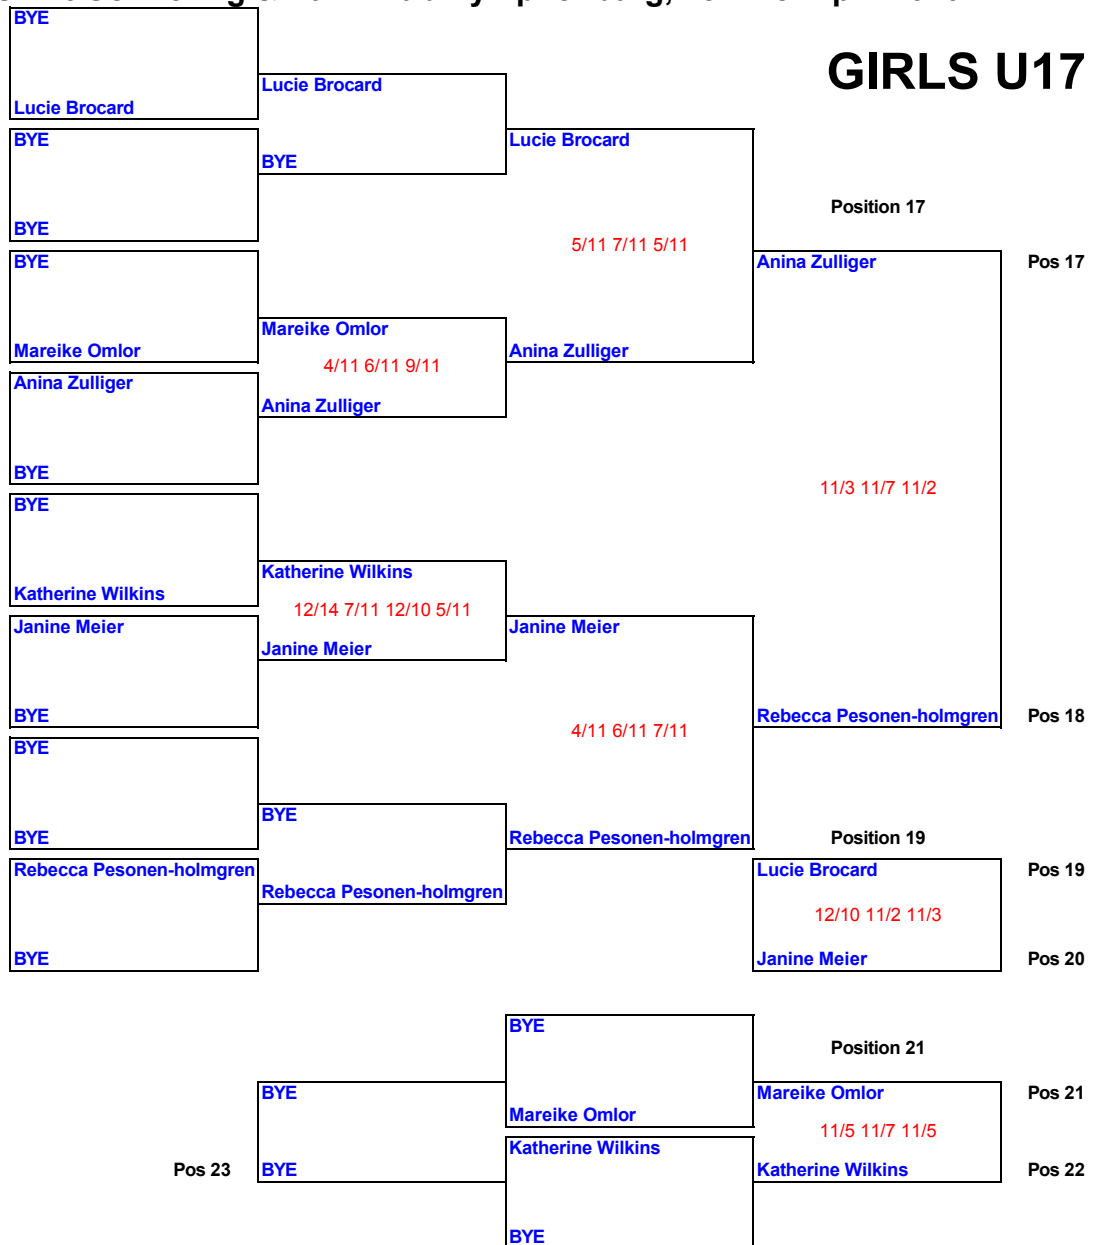 BYE
GIRLS U17
Lucie Brocard
Lucie Brocard
BYE
Lucie Brocard
BYE
Position 17
BYE
5/11 7/11 5/11
BYE
Anina Zulliger
Pos 17
Mareike Omlor
Mareike Omlor
Anina Zulliger
4/11 6/11 9/11
Anina Zulliger
Anina Zulliger
BYE
11/3 11/7 11/2
BYE
Katherine Wilkins
Katherine Wilkins
12/14 7/11 12/10 5/11
Janine Meier
Janine Meier
Janine Meier
BYE
Rebecca Pesonen-holmgren
Pos 18
4/11 6/11 7/11
BYE
BYE
BYE
Rebecca Pesonen-holmgren
Position 19
Rebecca Pesonen-holmgren
Lucie Brocard
Pos 19
Rebecca Pesonen-holmgren
12/10 11/2 11/3
BYE
Janine Meier
Pos 20
BYE
Position 21
BYE
Mareike Omlor
Pos 21
Mareike Omlor
11/5 11/7 11/5
Katherine Wilkins
Pos 23
BYE
Katherine Wilkins
Pos 22
BYE